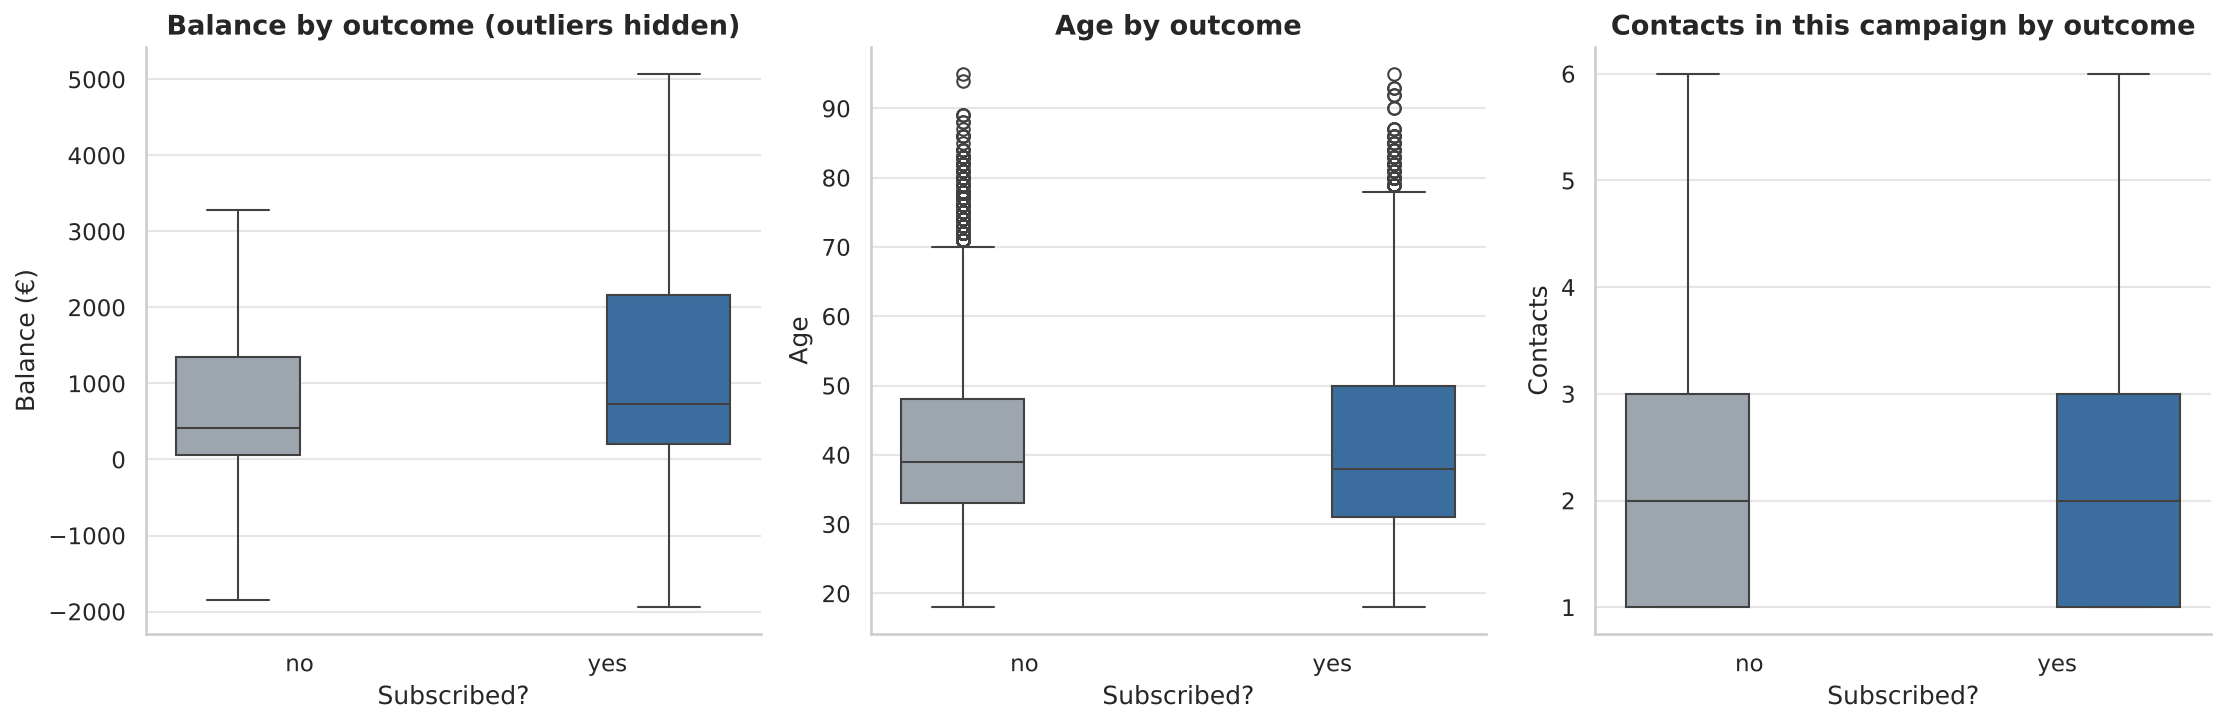 Balance by outcome (outliers hidden)
Balance (€)
5000
4000
3000
2000
1000
0
−1000
−2000
no
yes
Subscribed?
Age by outcome
Age
90
80
70
60
50
40
30
20
no
yes
Subscribed?
Contacts in this campaign by outcome
Contacts
6
5
4
3
2
1
no
yes
Subscribed?